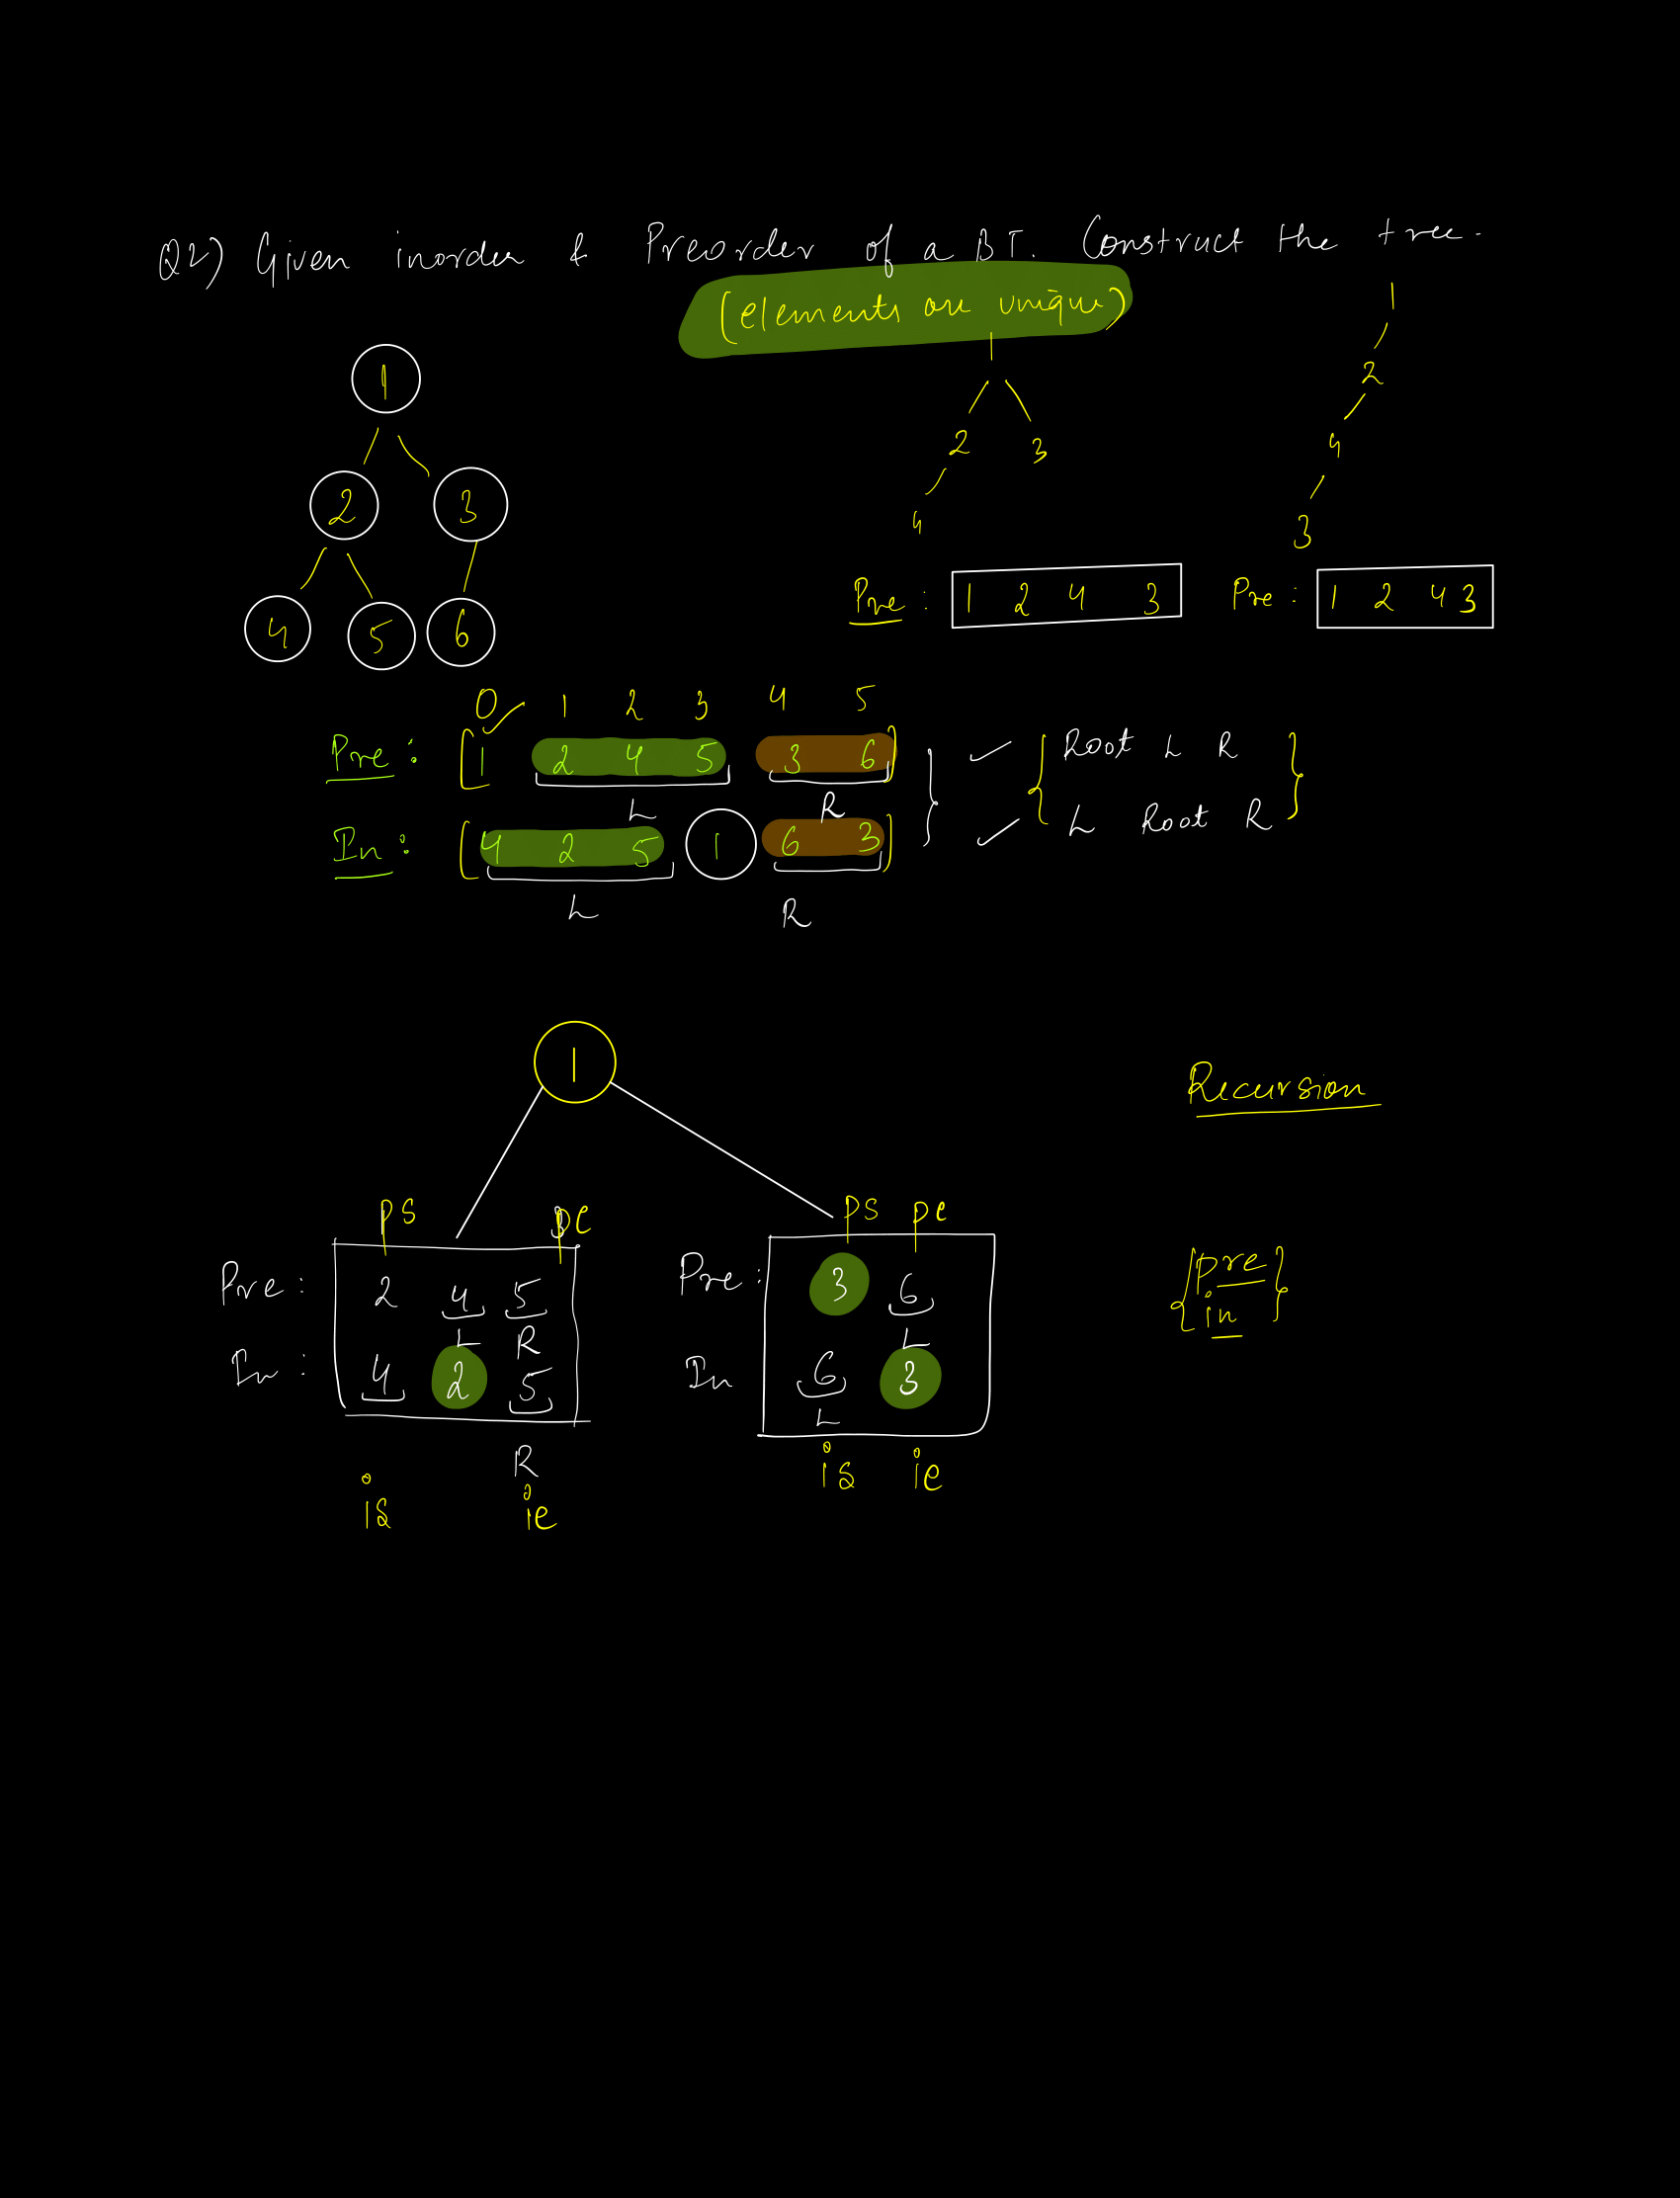 Q2) Given inorder & Preorder of a BT. Construct the tree.
(elements are unique)
1
2 3
4 5 6
1
2 3
4
1
2
4
3
Pre : 1 2 4 3
Pre : 1 2 4 3
0 1 2 3 4 5
Pre : [1 2 4 5 3 6] { Root L R
L R
In : [4 2 5 1 6 3] L Root R }
L R
1
Recursion
ps pe
ps pe
Pre : 2 4 5
L R
In : 4 2 5
R
is ie
Pre : 3 6
L
In 6 3
L
is ie
{pre
in}